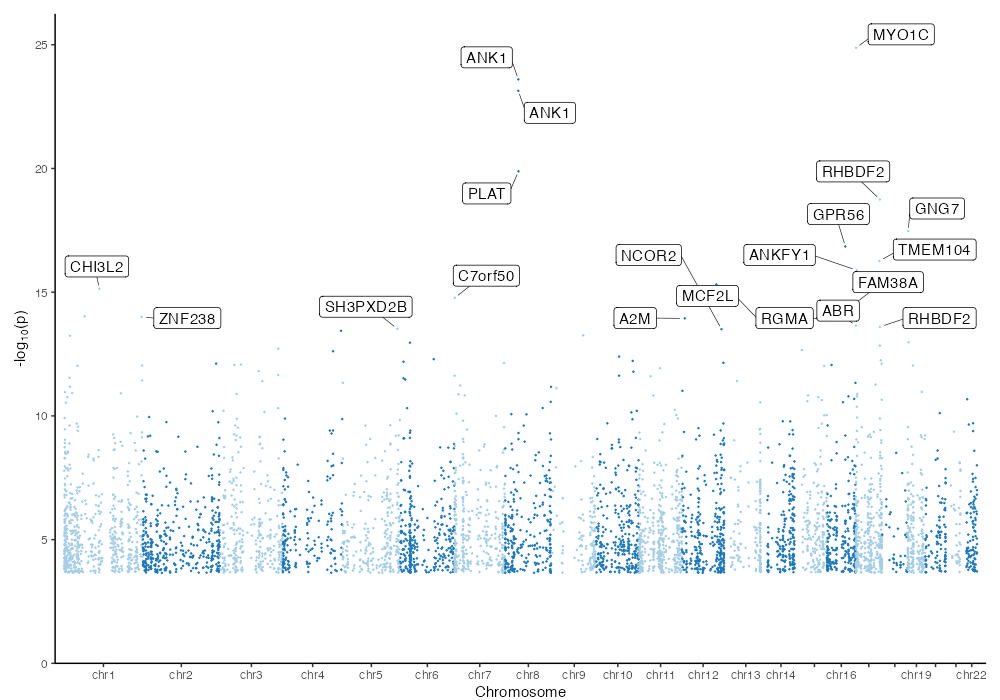 25
MYO1C
ANK1
ANK1
20
PLAT
RHBDF2
GPR56
GNG7
CHI3L2
NCOR2
ANKFY1
TMEM104
C7orf50
FAM38A
15
SH3PXD2B
MCF2L
ZNF238
A2M
RGMA
ABR
RHBDF2
-log10(p)
10
5
0
chr1 chr2 chr3 chr4 chr5 chr6 chr7 chr8 chr9 chr10 chr11 chr12 chr13 chr14 chr16 chr19 chr22
Chromosome